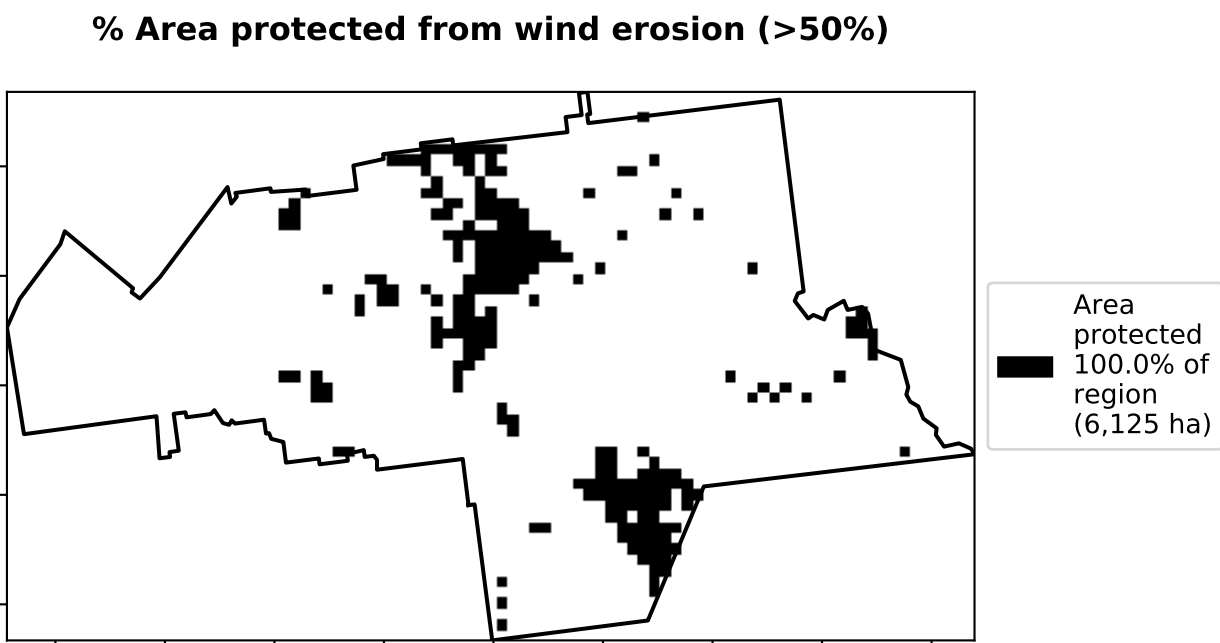 % Area protected from wind erosion (>50%)
Area
protected
100.0% of
region
(6,125 ha)